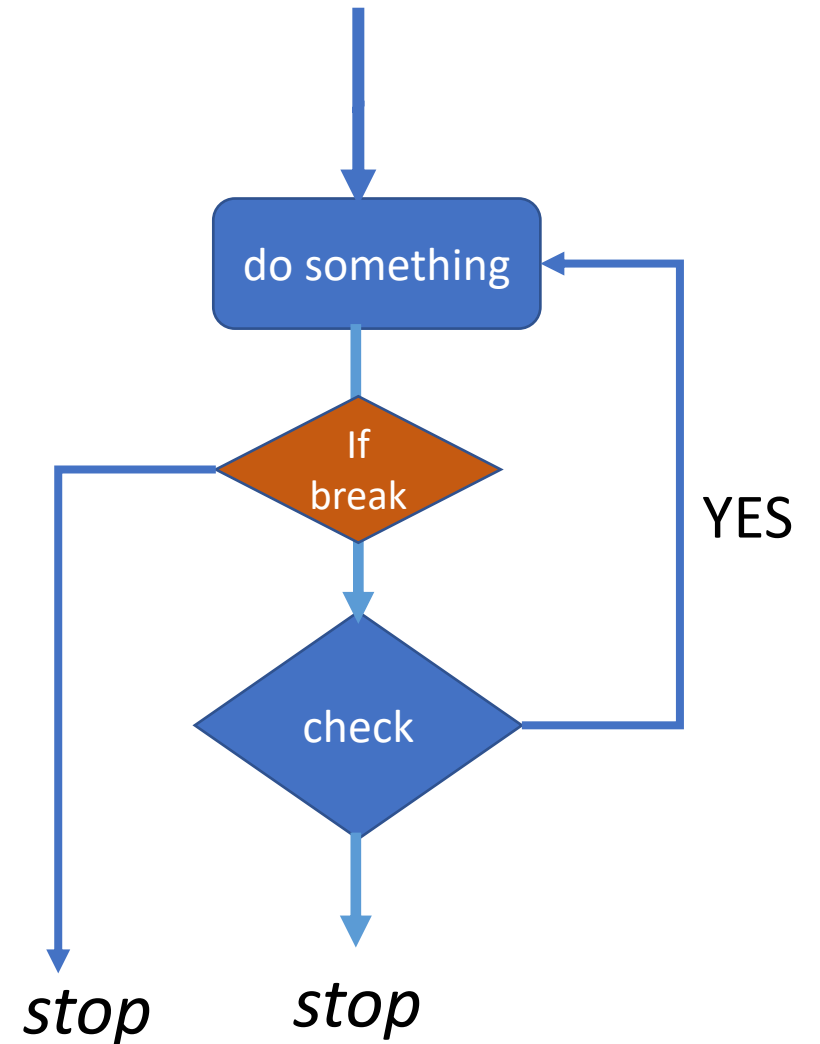 do something
If
break
YES
check
stop
stop